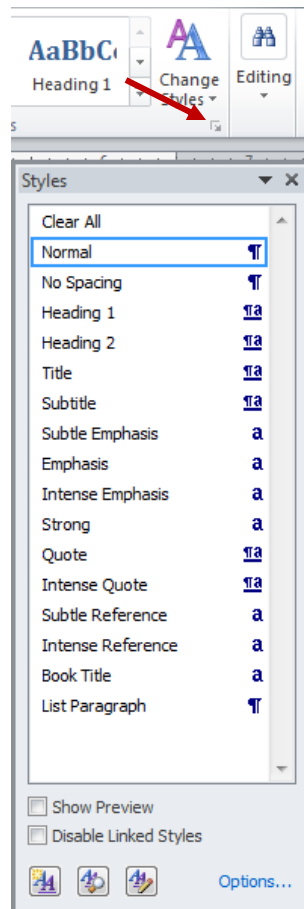 AaBbC
Heading 1
Change
Styles
Editing
Styles
Clear All
Normal ¶
No Spacing ¶
Heading 1 ¶a
Heading 2 ¶a
Title ¶a
Subtitle ¶a
Subtle Emphasis a
Emphasis a
Intense Emphasis a
Strong a
Quote ¶a
Intense Quote ¶a
Subtle Reference a
Intense Reference a
Book Title a
List Paragraph ¶
Show Preview
Disable Linked Styles
Options...